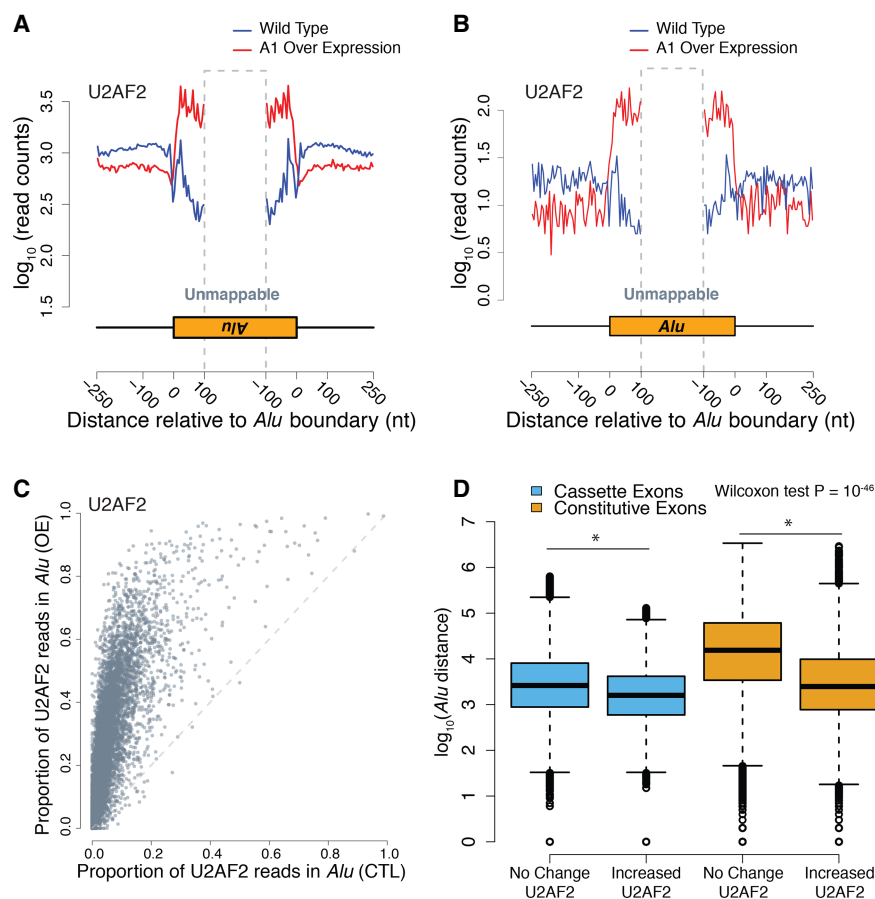 A
Wild Type
A1 Over Expression
U2AF2
log10 (read counts)
3.5
3.0
2.5
2.0
1.5
Unmappable
Alu
−250
−100
0
100
−100
0
100
250
Distance relative to Alu boundary (nt)
B
Wild Type
A1 Over Expression
U2AF2
log10 (read counts)
2.0
1.5
1.0
0.5
0.0
Unmappable
Alu
−250
−100
0
100
−100
0
100
250
Distance relative to Alu boundary (nt)
C
U2AF2
Proportion of U2AF2 reads in Alu (OE)
1.0
0.8
0.6
0.4
0.2
0.0
0.0 0.2 0.4 0.6 0.8 1.0
Proportion of U2AF2 reads in Alu (CTL)
D
Cassette Exons
Constitutive Exons
Wilcoxon test P = 10-46
* *
log10(Alu distance)
7
6
5
4
3
2
1
0
No Change Increased No Change Increased
U2AF2 U2AF2 U2AF2 U2AF2